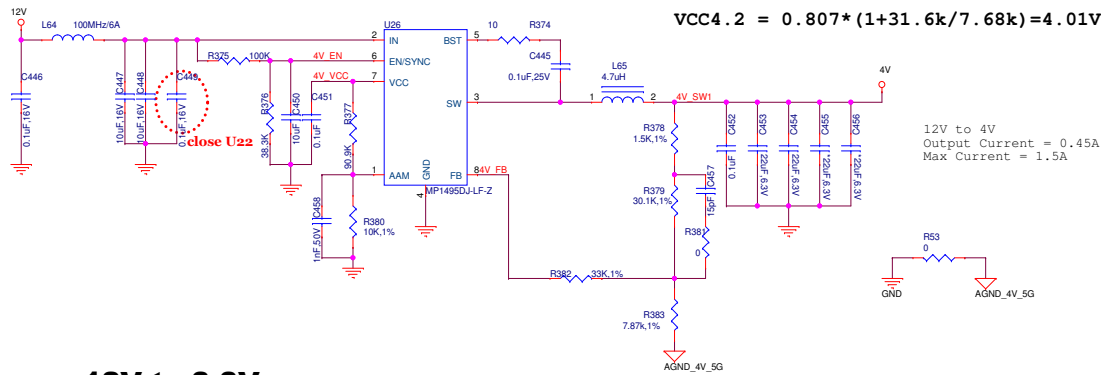 VCC4.2 = 0.807*(1+31.6k/7.68k)=4.01V
12V
L64
100MHz/6A
U26
10
R374
2
IN
BST
5
R375
100K
4V_EN
6
EN/SYNC
C445
0.1uF,25V
L65
4.7uH
4V
C446
0.1uF,16V
C447
10uF,16V
C448
10uF,16V
C449
0.1uF,16V
close U22
4V_VCC
7
VCC
SW
3
1
2
4V_SW1
R376
38.3K
C450
10uF
C451
0.1uF
R377
90.9K
R378
1.5K,1%
C452
0.1uF
C453
*22uF,6.3V
C454
*22uF,6.3V
C455
*22uF,6.3V
C456
*22uF,6.3V
12V to 4V
Output Current = 0.45A
Max Current = 1.5A
1
AAM
GND
4
FB
8
4V_FB
MP1495DJ-LF-Z
R379
30.1K,1%
C457
15pF
C458
1nF,50V
R380
10K,1%
R381
0
R53
0
GND
AGND_4V_5G
R382
33K,1%
R383
7.87k,1%
AGND_4V_5G